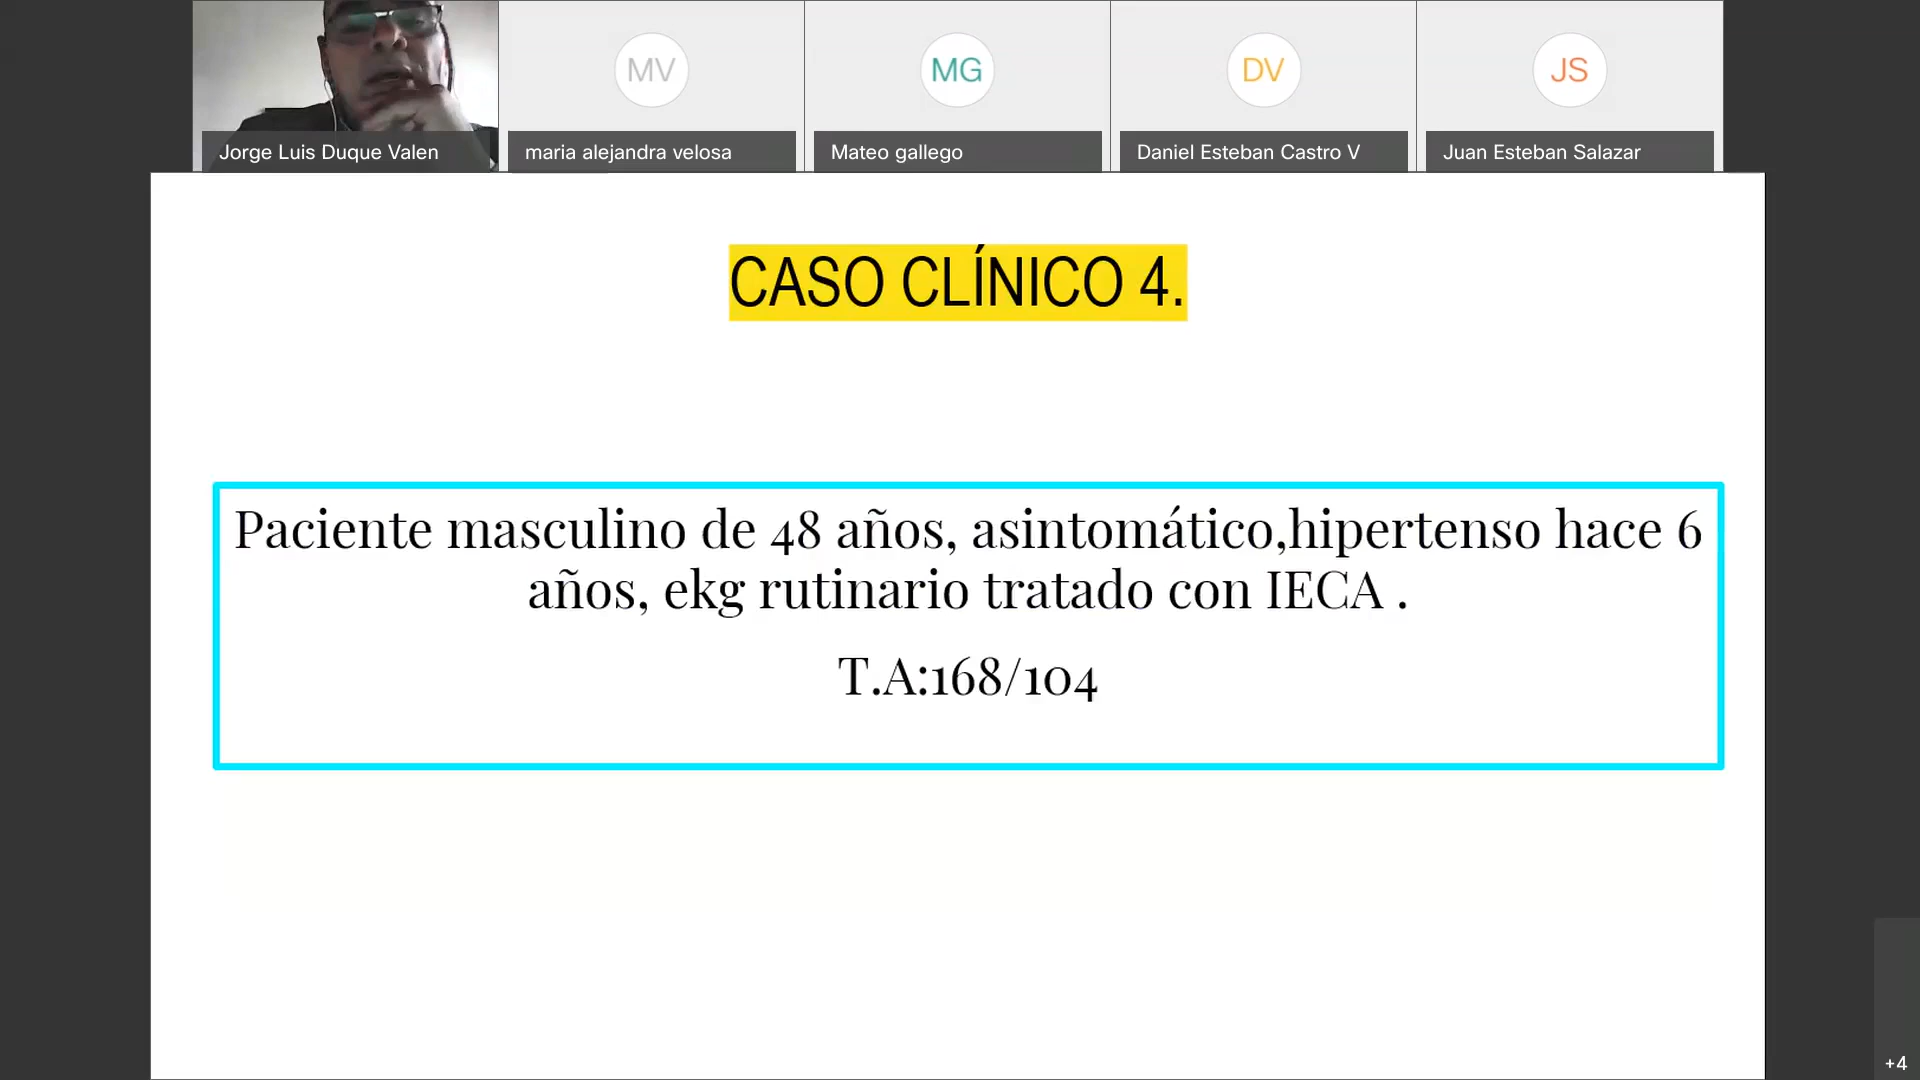 MV
MG
DV
JS
Jorge Luis Duque Valen
maria alejandra velosa
Mateo gallego
Daniel Esteban Castro V
Juan Esteban Salazar
CASO CLÍNICO 4.
Paciente masculino de 48 años, asintomático,hipertenso hace 6
años, ekg rutinario tratado con IECA .
T.A:168/104
+4